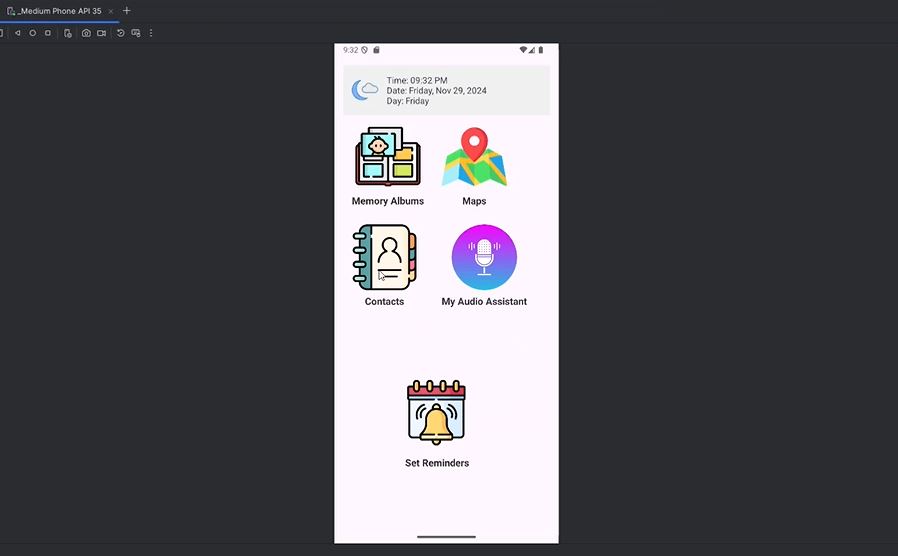 _Medium Phone API 35
9:32
Time: 09:32 PM
Date: Friday, Nov 29, 2024
Day: Friday
Memory Albums
Maps
Contacts
My Audio Assistant
Set Reminders